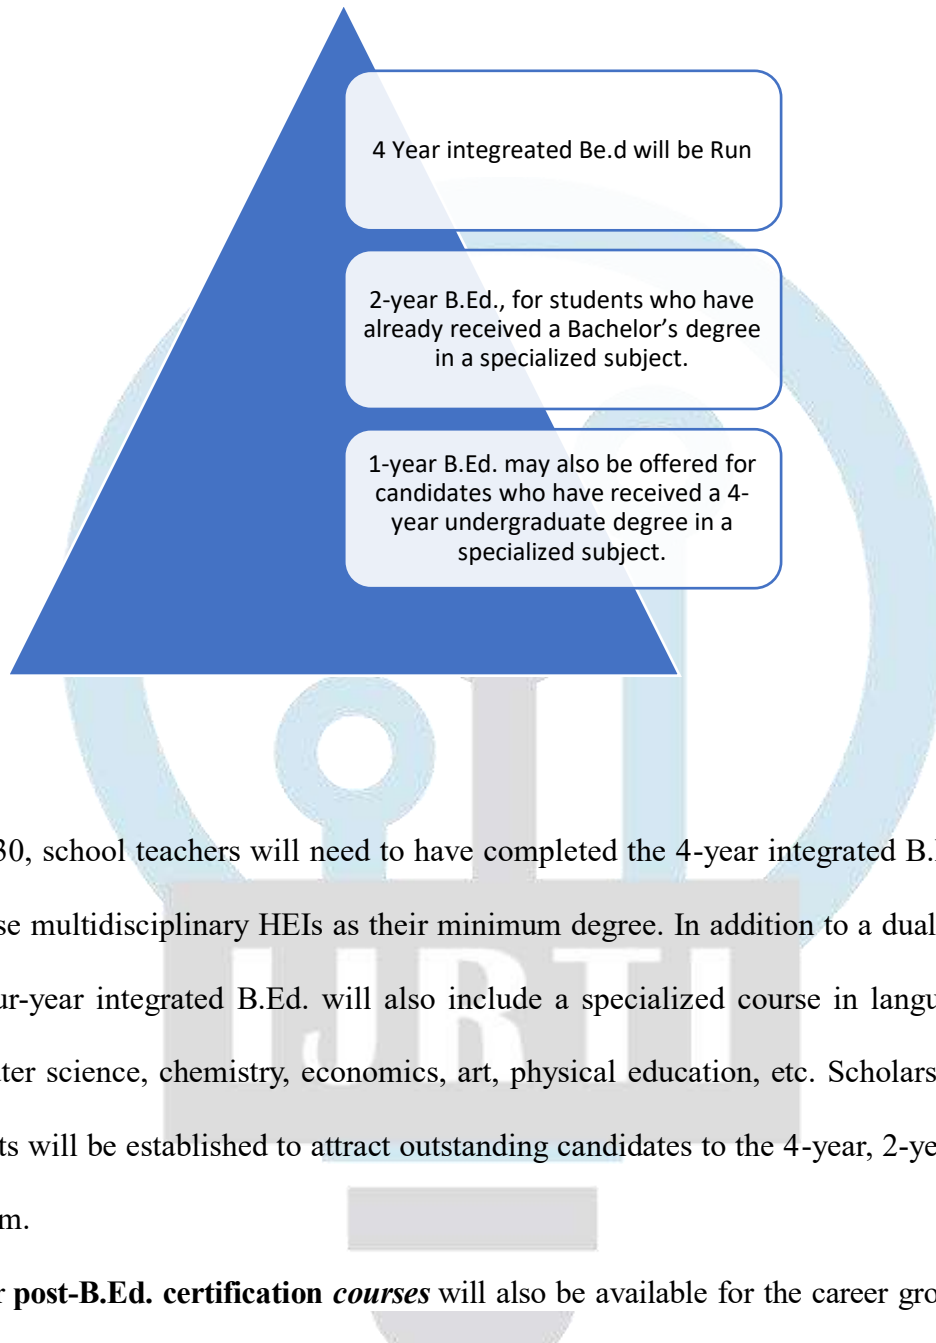 4 Year integreated Be.d will be Run
2-year B.Ed., for students who have
already received a Bachelor’s degree
in a specialized subject.
1-year B.Ed. may also be offered for
candidates who have received a 4-
year undergraduate degree in a
specialized subject.
30, school teachers will need to have completed the 4-year integrated B.
se multidisciplinary HEIs as their minimum degree. In addition to a dual
ur-year integrated B.Ed. will also include a specialized course in langu
ter science, chemistry, economics, art, physical education, etc. Scholars
ts will be established to attract outstanding candidates to the 4-year, 2-ye
m.
r post-B.Ed. certification courses will also be available for the career gro
IJRTI